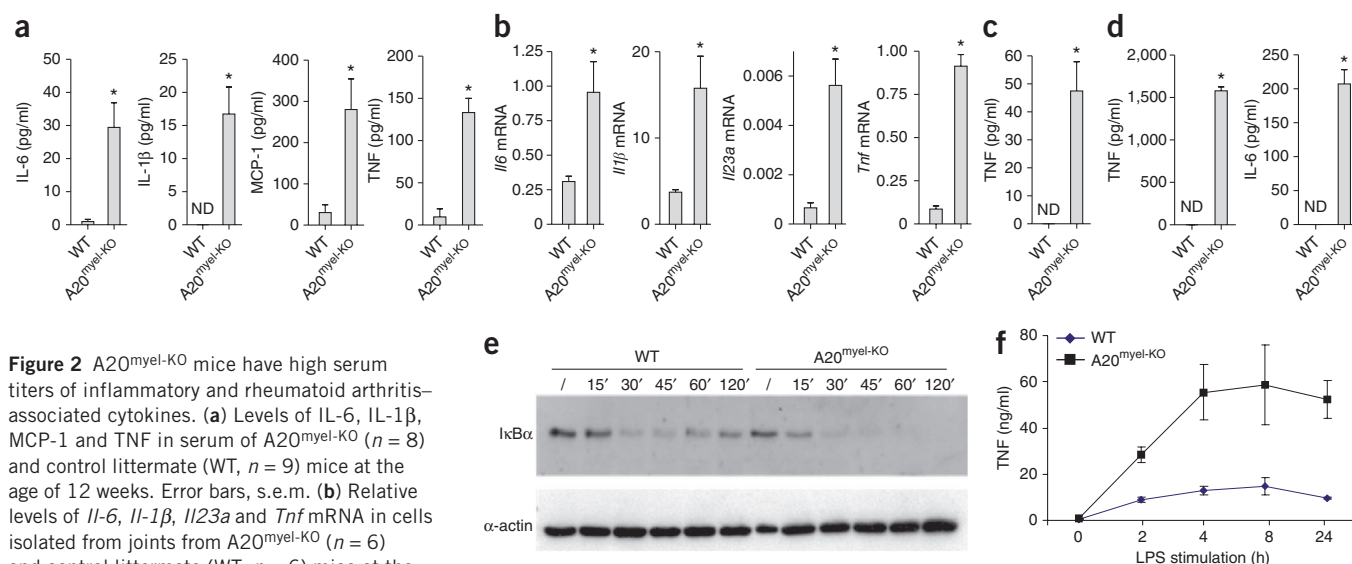 a
IL-6 (pg/ml)
50
40
30
20
10
0
*
WT
A20myel-KO
IL-1β (pg/ml)
25
20
15
10
5
0
ND
*
WT
A20myel-KO
MCP-1 (pg/ml)
400
300
200
100
0
*
WT
A20myel-KO
TNF (pg/ml)
200
150
100
50
0
*
WT
A20myel-KO
b
Il6 mRNA
1.25
1.00
0.75
0.50
0.25
0
*
WT
A20myel-KO
Il1β mRNA
20
10
0
*
WT
A20myel-KO
Il23a mRNA
0.006
0.004
0.002
0
*
WT
A20myel-KO
Tnf mRNA
1.00
0.75
0.50
0.25
0
*
WT
A20myel-KO
c
TNF (pg/ml)
60
50
40
30
20
10
0
ND
*
WT
A20myel-KO
d
TNF (pg/ml)
2,000
1,500
1,000
500
0
ND
*
WT
A20myel-KO
IL-6 (pg/ml)
250
200
150
100
50
0
ND
*
WT
A20myel-KO
Figure 2 A20myel-KO mice have high serum
titers of inflammatory and rheumatoid arthritis–
associated cytokines. (a) Levels of IL-6, IL-1β,
MCP-1 and TNF in serum of A20myel-KO (n = 8)
and control littermate (WT, n = 9) mice at the
age of 12 weeks. Error bars, s.e.m. (b) Relative
levels of Il-6, Il-1β, Il23a and Tnf mRNA in cells
isolated from joints from A20myel-KO (n = 6)
and control littermate (WT, n = 6) mice at the
e
WT A20myel-KO
/ 15′ 30′ 45′ 60′ 120′ / 15′ 30′ 45′ 60′ 120′
IκBα
α-actin
f
WT
A20myel-KO
TNF (ng/ml)
80
60
40
20
0
0 2 4 8 24
LPS stimulation (h)